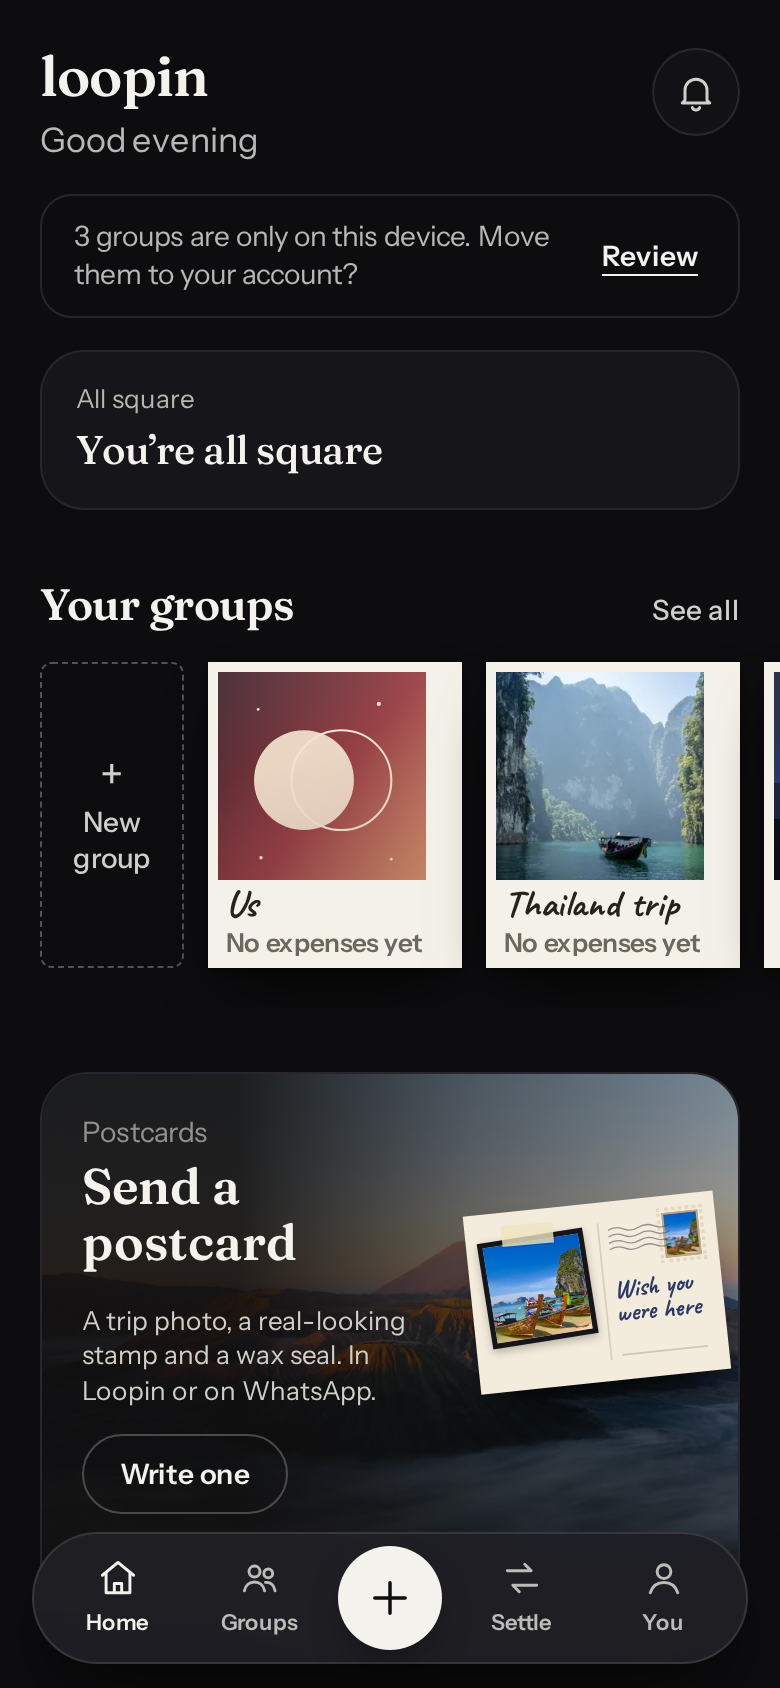 loopin
Good evening
3 groups are only on this device. Move
them to your account?
Review
All square
You’re all square
Your groups
See all
+
New
group
Us
No expenses yet
Thailand trip
No expenses yet
Postcards
Send a
postcard
A trip photo, a real-looking
stamp and a wax seal. In
Loopin or on WhatsApp.
Wish you
were here
Write one
Home
Groups
Settle
You